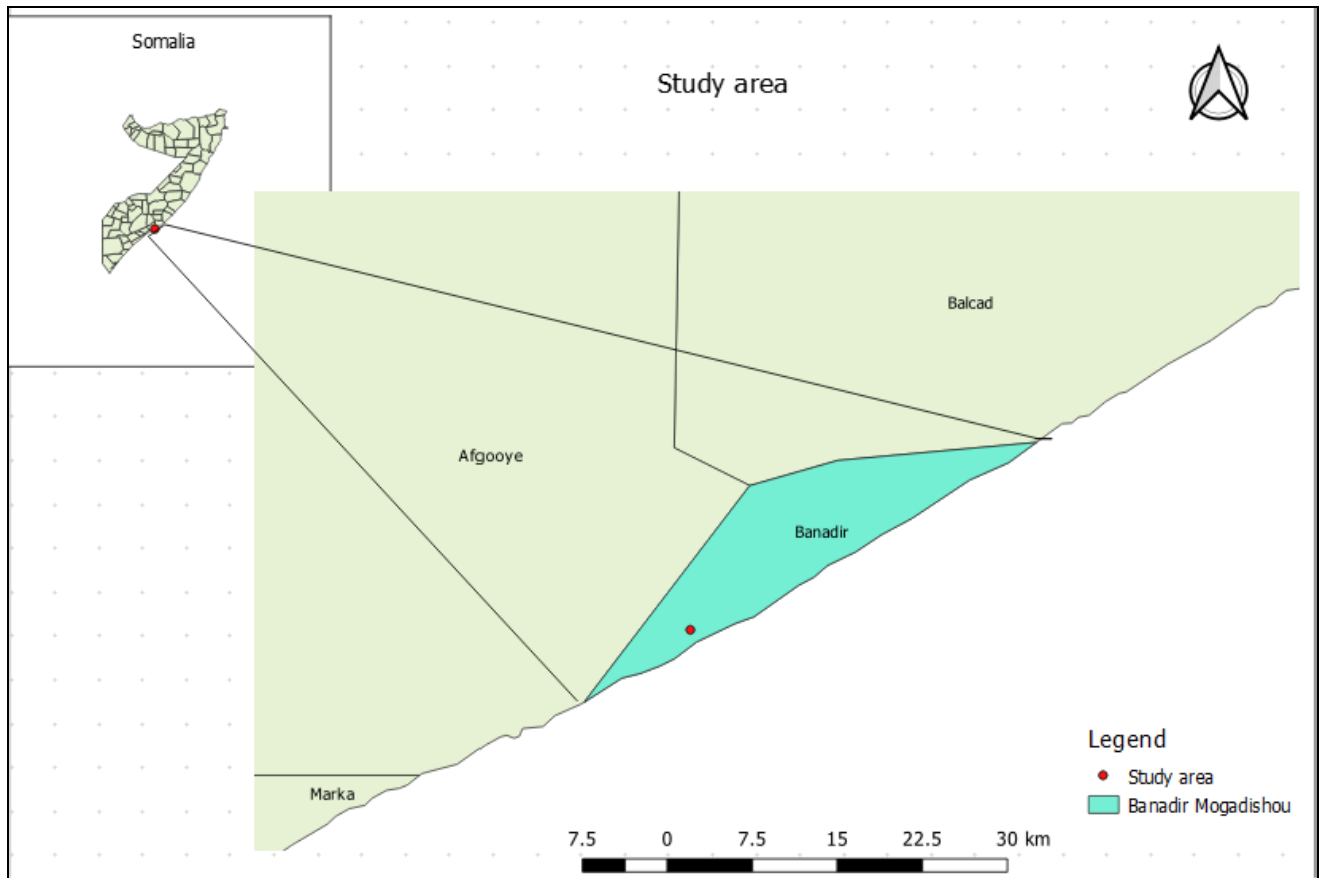 Somalia
Study area
Balcad
Afgooye
Banadir
Marka
Legend
Study area
Banadir Mogadishou
7.5 0 7.5 15 22.5 30 km